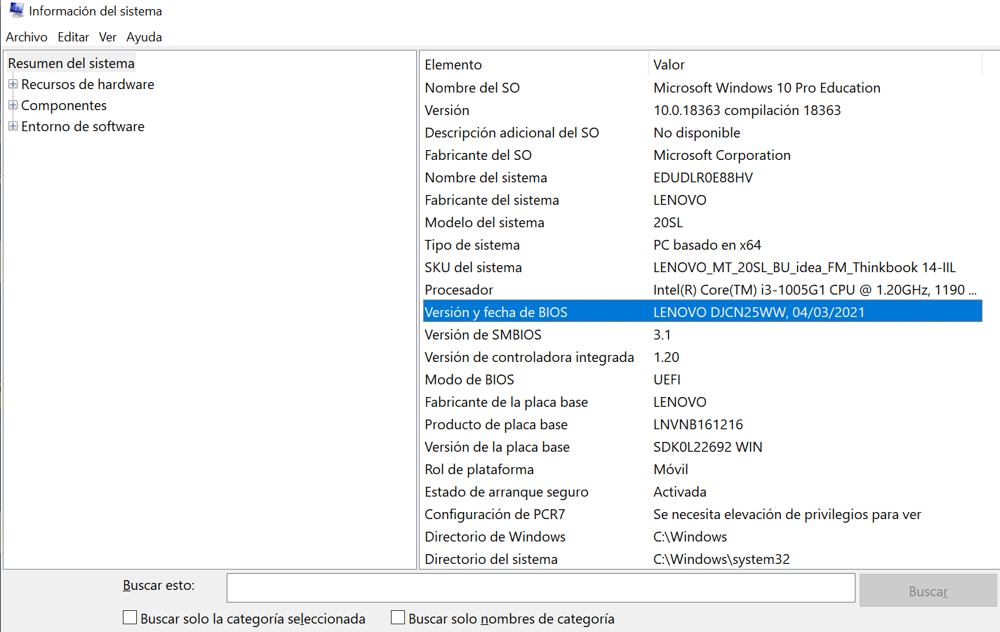 Información del sistema
Archivo Editar Ver Ayuda
Resumen del sistema
Recursos de hardware
Componentes
Entorno de software
Elemento Valor
Nombre del SO Microsoft Windows 10 Pro Education
Versión 10.0.18363 compilación 18363
Descripción adicional del SO No disponible
Fabricante del SO Microsoft Corporation
Nombre del sistema EDUDLR0E88HV
Fabricante del sistema LENOVO
Modelo del sistema 20SL
Tipo de sistema PC basado en x64
SKU del sistema LENOVO_MT_20SL_BU_idea_FM_Thinkbook 14-IIL
Procesador Intel(R) Core(TM) i3-1005G1 CPU @ 1.20GHz, 1190 ...
Versión y fecha de BIOS LENOVO DJCN25WW, 04/03/2021
Versión de SMBIOS 3.1
Versión de controladora integrada 1.20
Modo de BIOS UEFI
Fabricante de la placa base LENOVO
Producto de placa base LNVNB161216
Versión de la placa base SDK0L22692 WIN
Rol de plataforma Móvil
Estado de arranque seguro Activada
Configuración de PCR7 Se necesita elevación de privilegios para ver
Directorio de Windows C:\Windows
Directorio del sistema C:\Windows\system32
Buscar esto: Buscar
Buscar solo la categoría seleccionada Buscar solo nombres de categoría